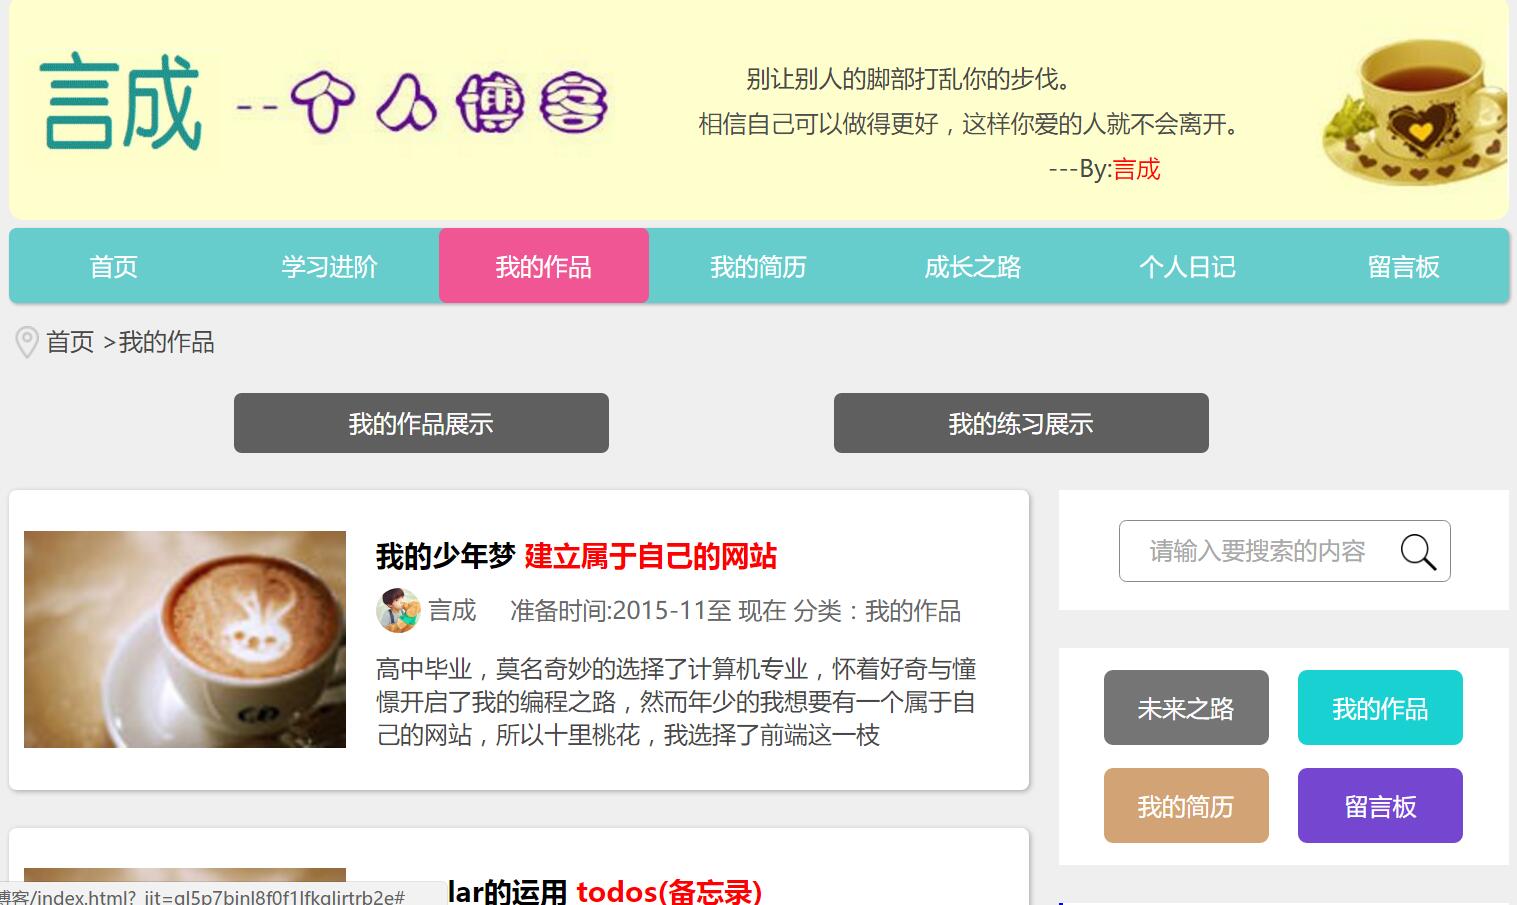 言成 --个人博客
别让别人的脚部打乱你的步伐。
相信自己可以做得更好，这样你爱的人就不会离开。
---By:言成
首页 学习进阶 我的作品 我的简历 成长之路 个人日记 留言板
首页 >我的作品
我的作品展示 我的练习展示
我的少年梦 建立属于自己的网站
言成 准备时间:2015-11至 现在 分类：我的作品
高中毕业，莫名奇妙的选择了计算机专业，怀着好奇与憧
憬开启了我的编程之路，然而年少的我想要有一个属于自
己的网站，所以十里桃花，我选择了前端这一枝
请输入要搜索的内容
未来之路 我的作品
我的简历 留言板
lar的运用 todos(备忘录)
博客/index.html?